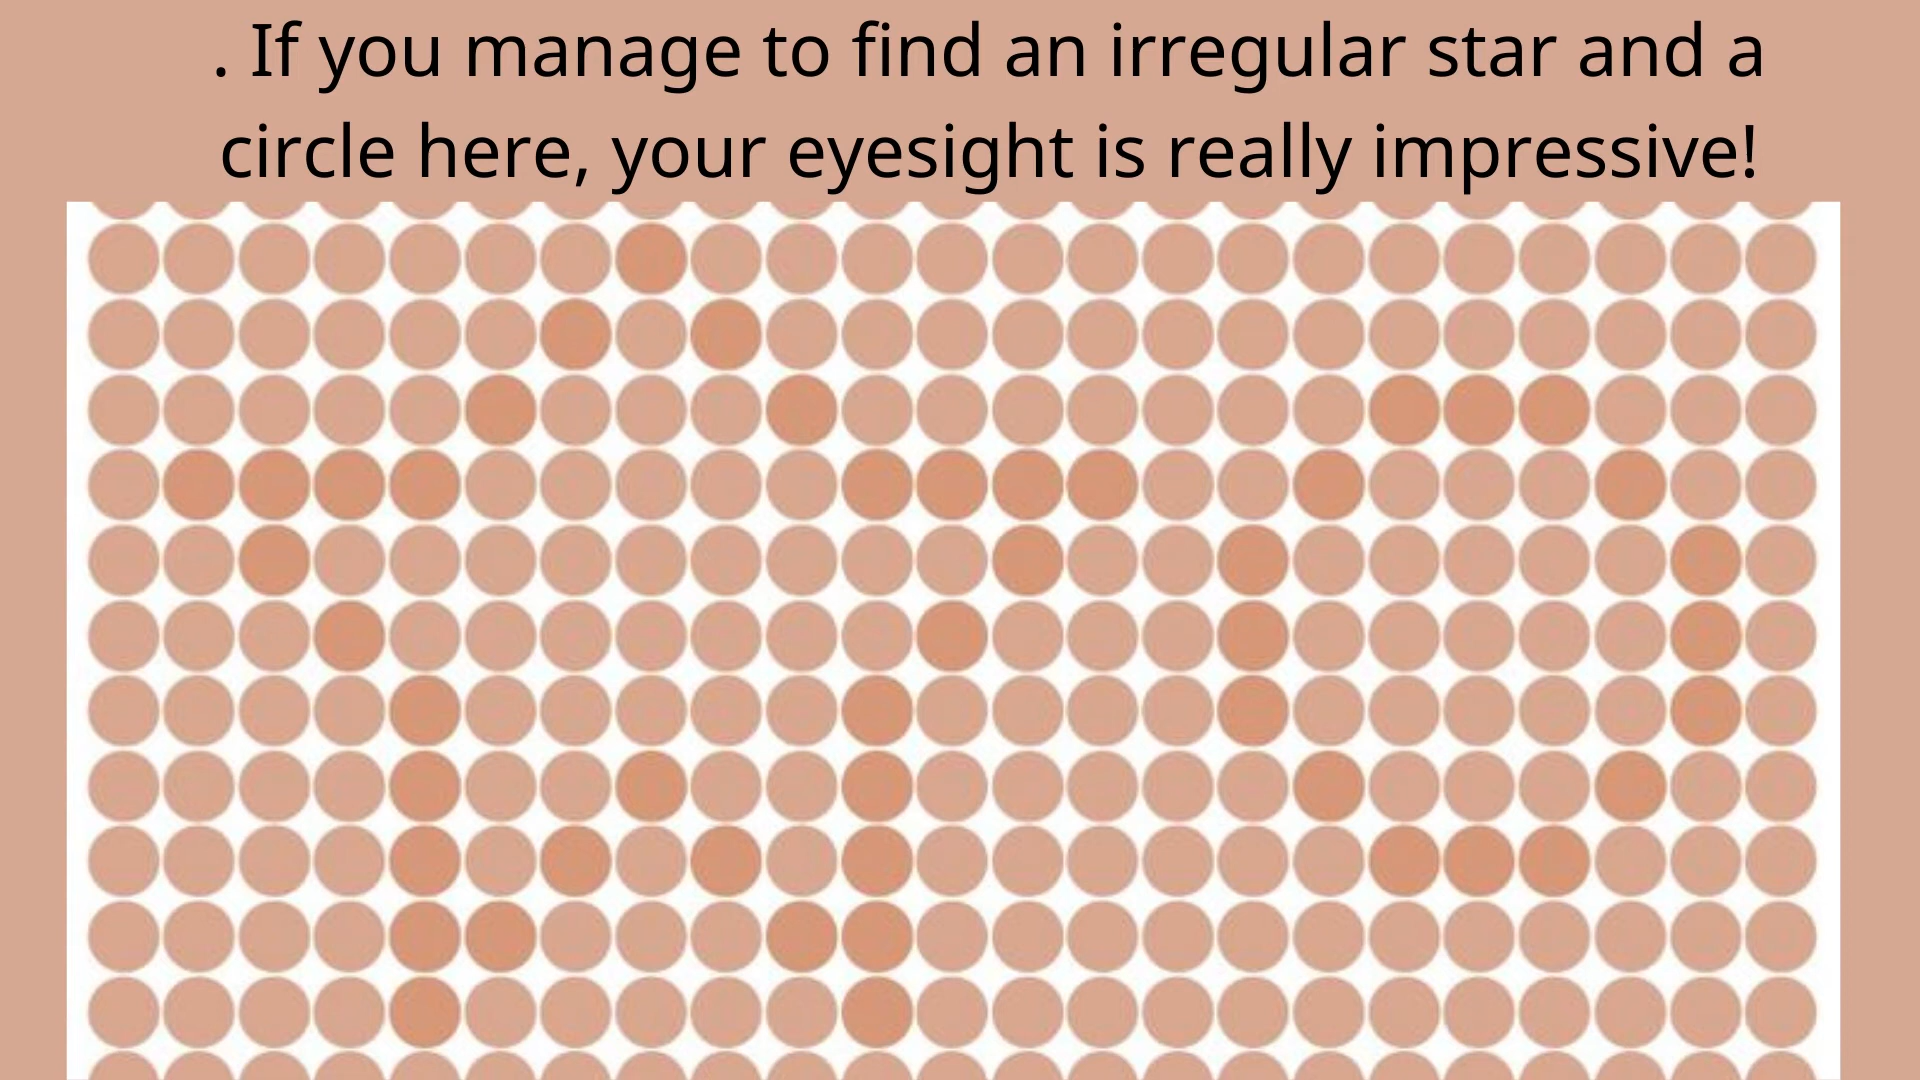 . If you manage to find an irregular star and a
circle here, your eyesight is really impressive!